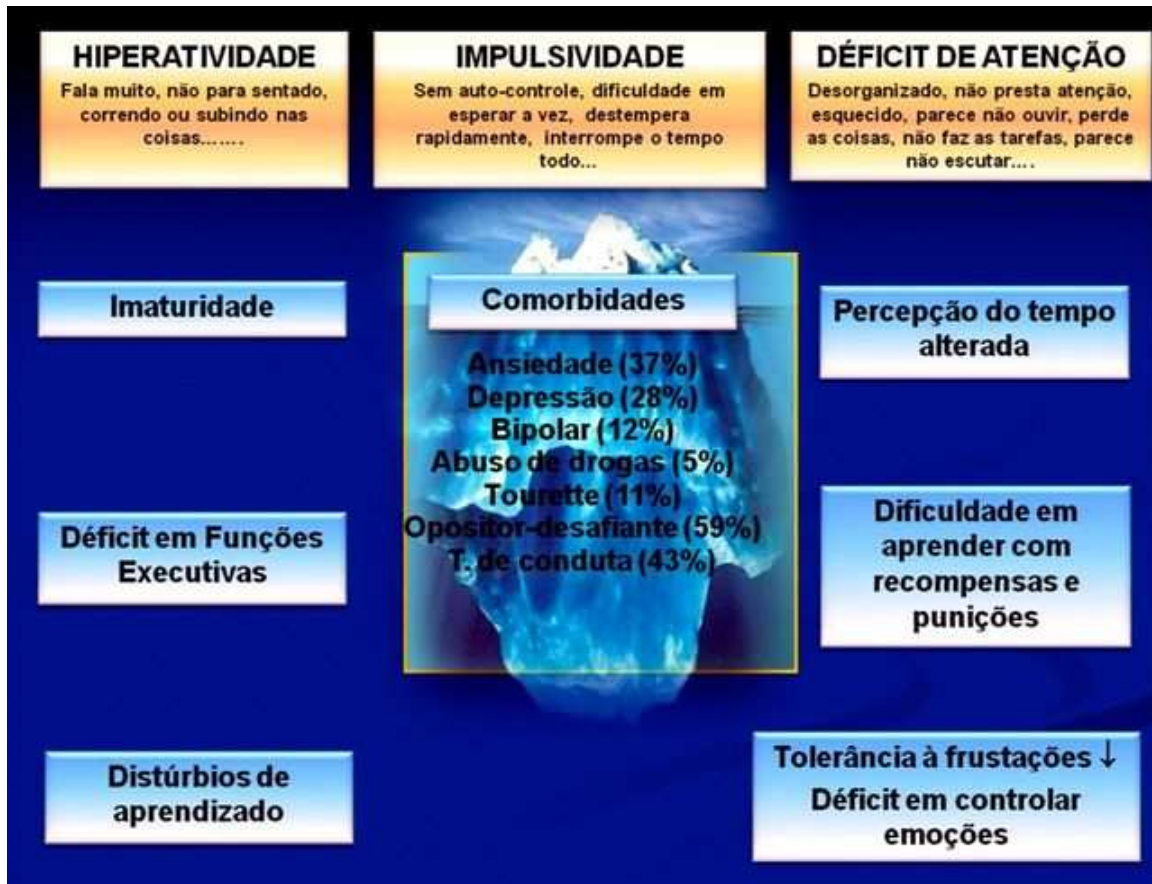 HIPERATIVIDADE
Fala muito, não para sentado,
correndo ou subindo nas
coisas.......
IMPULSIVIDADE
Sem auto-controle, dificuldade em
esperar a vez, destempera
rapidamente, interrompe o tempo
todo...
DÉFICIT DE ATENÇÃO
Desorganizado, não presta atenção,
esquecido, parece não ouvir, perde
as coisas, não faz as tarefas, parece
não escutar....
Imaturidade
Déficit em Funções
Executivas
Distúrbios de
aprendizado
Comorbidades
Ansiedade (37%)
Depressão (28%)
Bipolar (12%)
Abuso de drogas (5%)
Tourette (11%)
Opositor-desafiante (59%)
T. de conduta (43%)
Percepção do tempo
alterada
Dificuldade em
aprender com
recompensas e
punições
Tolerância à frustações ↓
Déficit em controlar
emoções